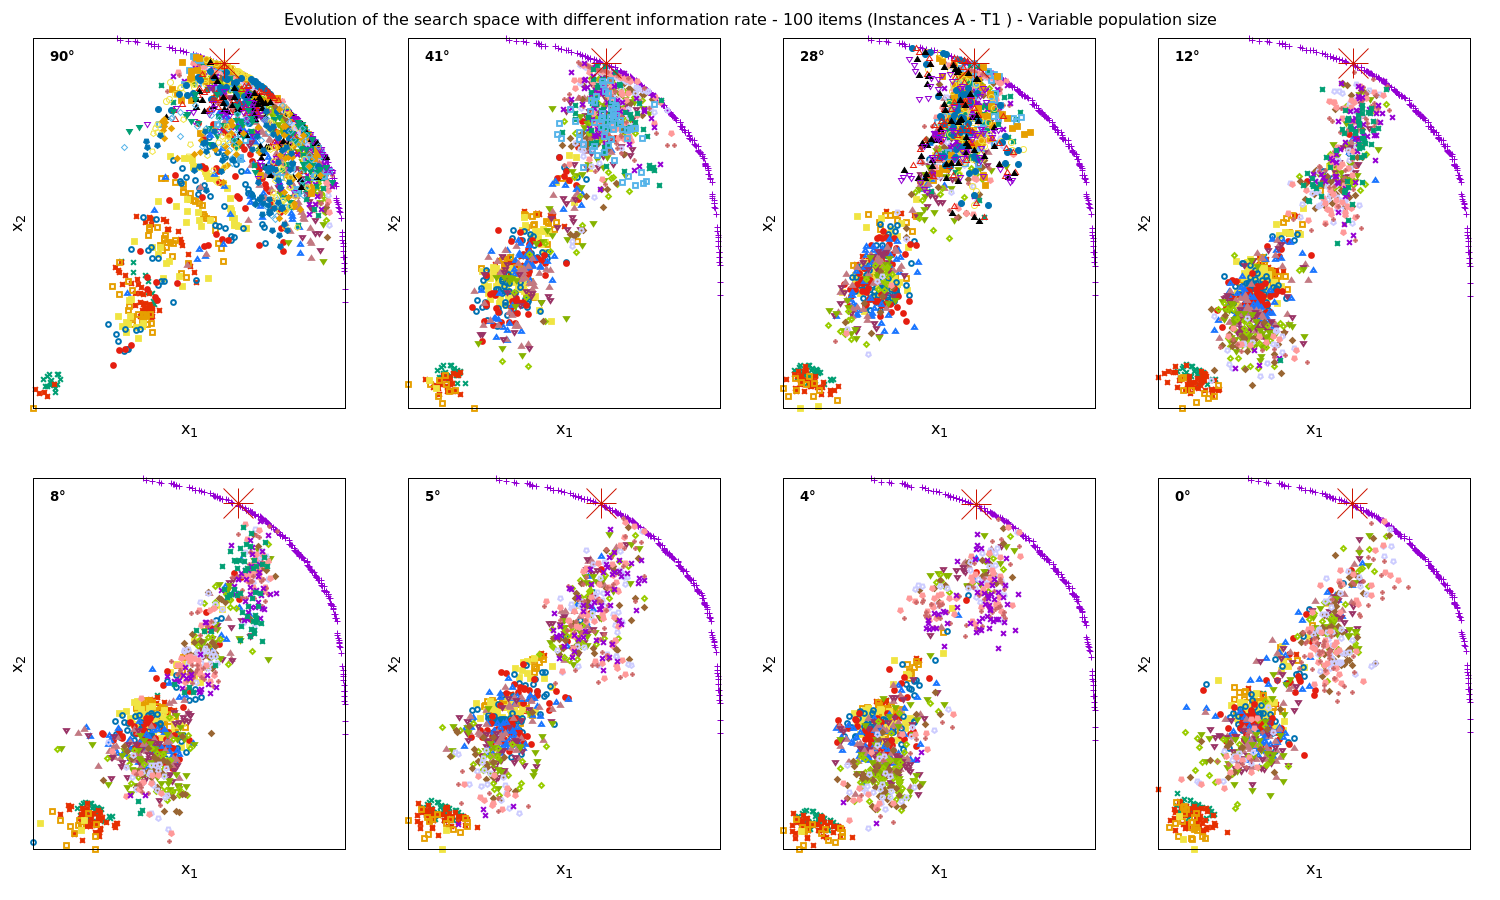 Evolution of the search space with different information rate - 100 items (Instances A - T1 ) - Variable population size
90° 41° 28° 12°
x₂ x₂ x₂ x₂
x₁ x₁ x₁ x₁
8° 5° 4° 0°
x₂ x₂ x₂ x₂
x₁ x₁ x₁ x₁